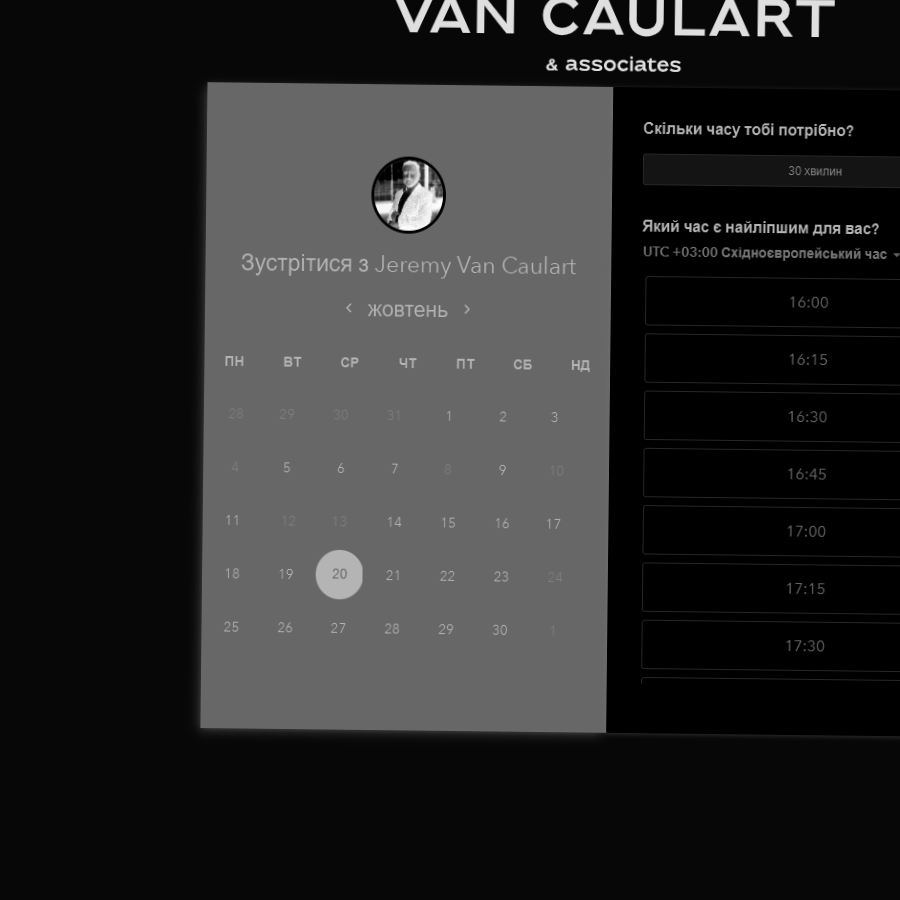 VAN CAULART
& associates
Зустрітися з Jeremy Van Caulart
‹ жовтень ›
ПН ВТ СР ЧТ ПТ СБ НД
28 29 30 31 1 2 3
4 5 6 7 8 9 10
11 12 13 14 15 16 17
18 19 20 21 22 23 24
25 26 27 28 29 30 1
Скільки часу тобі потрібно?
30 хвилин
Який час є найліпшим для вас?
UTC +03:00 Східноєвропейський час
16:00
16:15
16:30
16:45
17:00
17:15
17:30